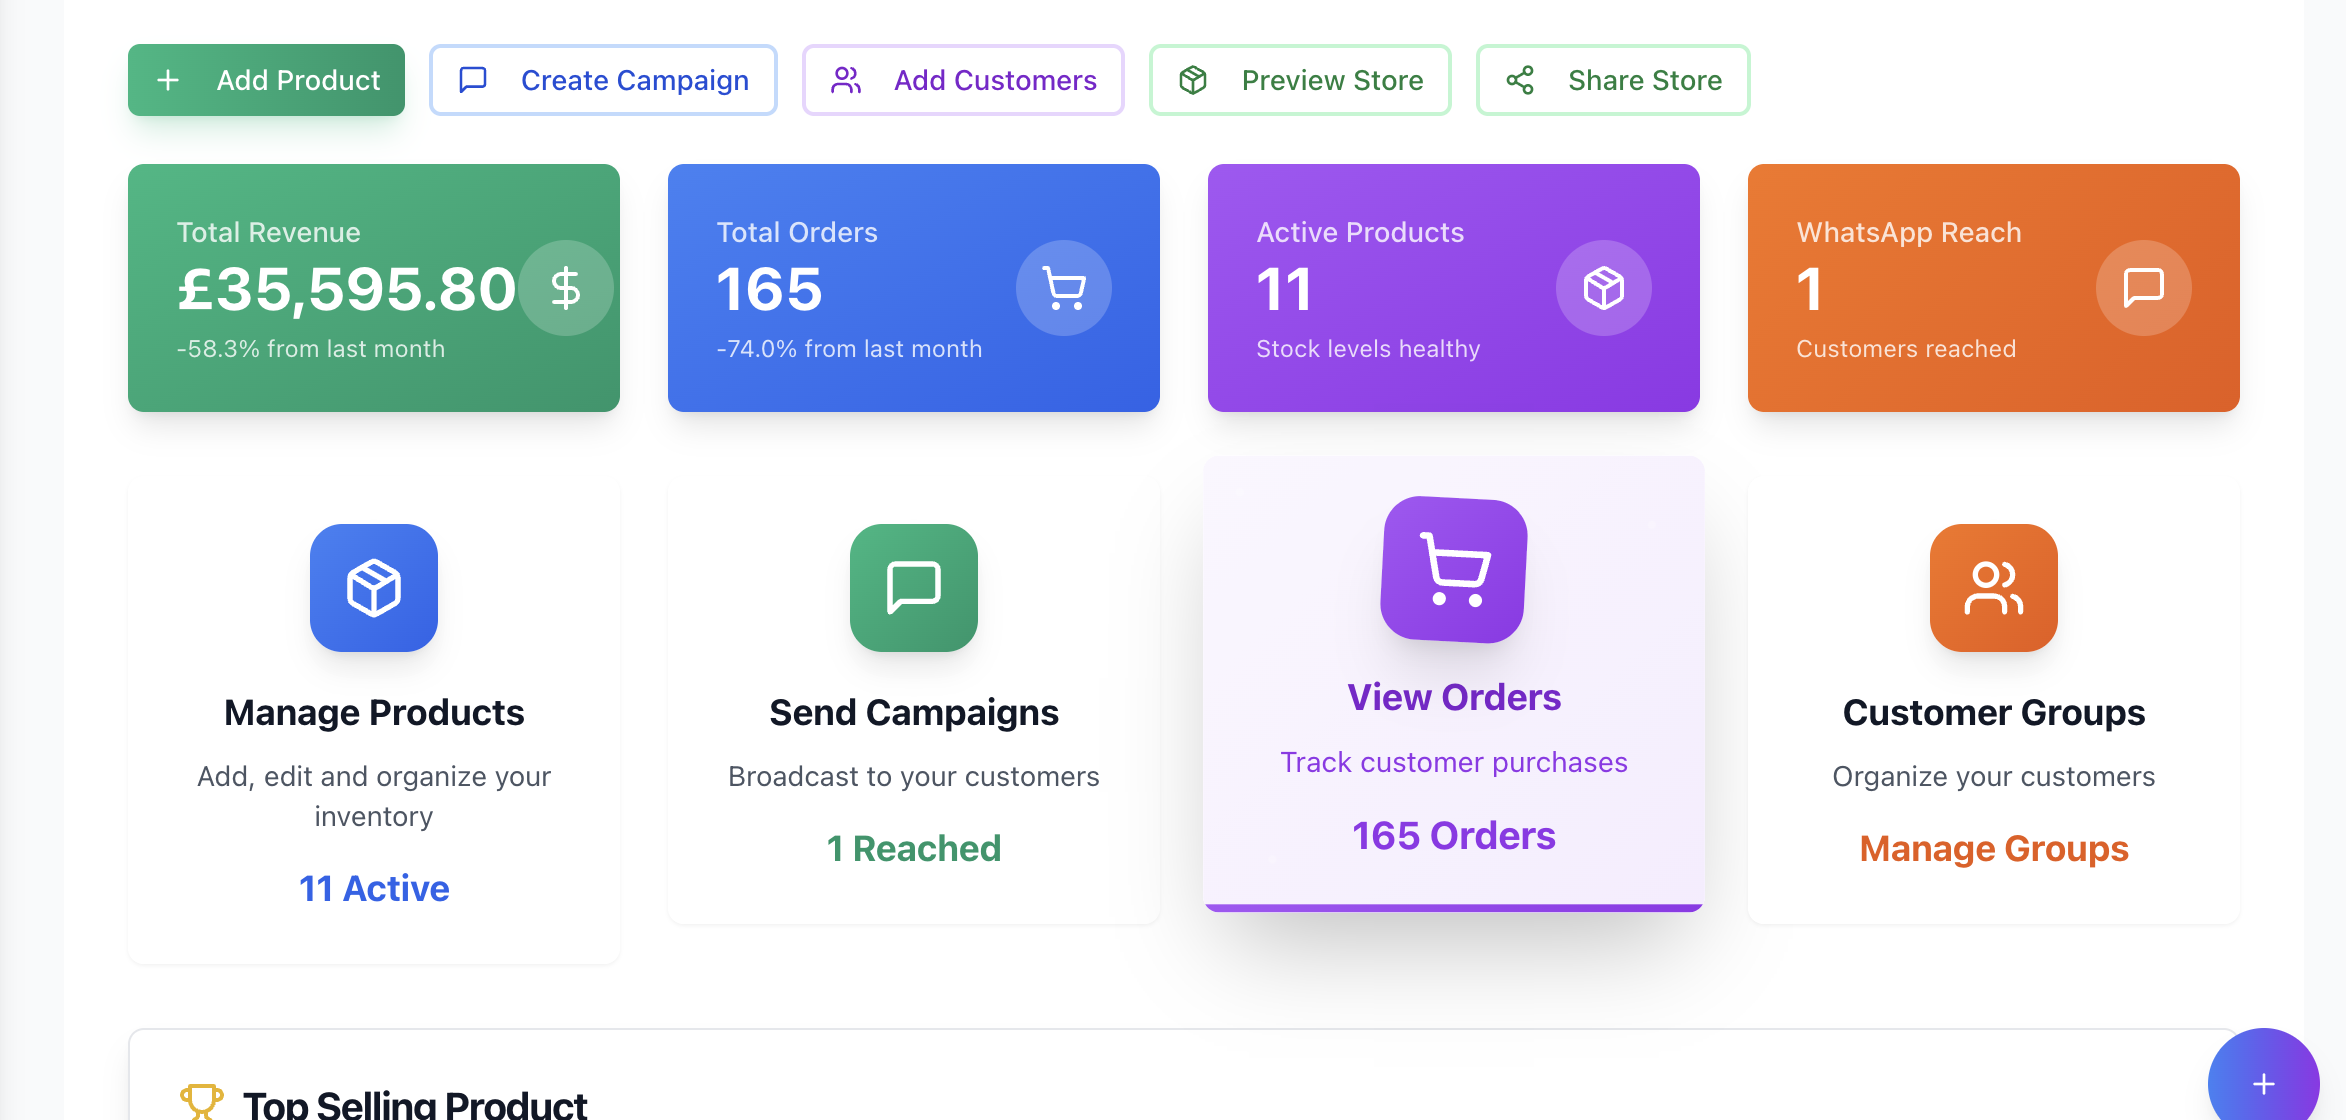 Add Product
Create Campaign
Add Customers
Preview Store
Share Store
Total Revenue
£35,595.80
-58.3% from last month
Total Orders
165
-74.0% from last month
Active Products
11
Stock levels healthy
WhatsApp Reach
1
Customers reached
Manage Products
Add, edit and organize your
inventory
11 Active
Send Campaigns
Broadcast to your customers
1 Reached
View Orders
Track customer purchases
165 Orders
Customer Groups
Organize your customers
Manage Groups
Top Selling Product